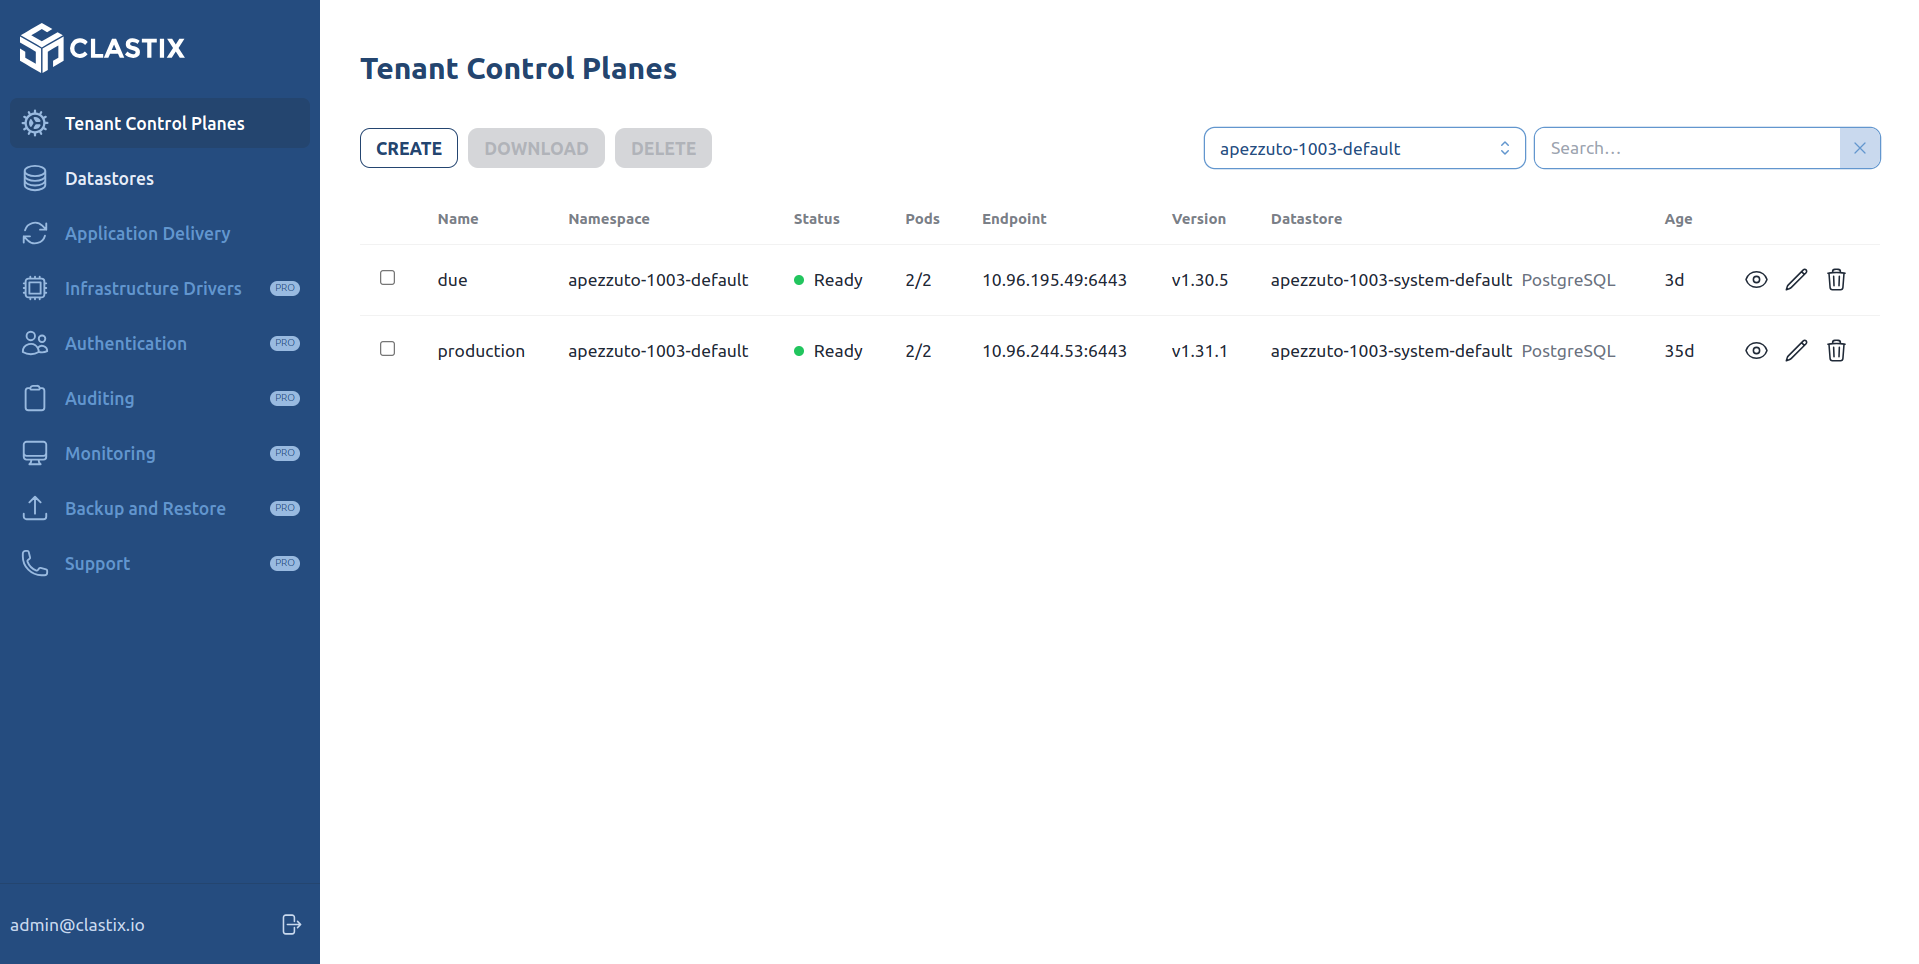 CLASTIX
Tenant Control Planes
Datastores
Application Delivery
Infrastructure Drivers PRO
Authentication PRO
Auditing PRO
Monitoring PRO
Backup and Restore PRO
Support PRO
admin@clastix.io
Tenant Control Planes
CREATE DOWNLOAD DELETE apezzuto-1003-default Search...
Name Namespace Status Pods Endpoint Version Datastore Age
due apezzuto-1003-default Ready 2/2 10.96.195.49:6443 v1.30.5 apezzuto-1003-system-default PostgreSQL 3d
production apezzuto-1003-default Ready 2/2 10.96.244.53:6443 v1.31.1 apezzuto-1003-system-default PostgreSQL 35d